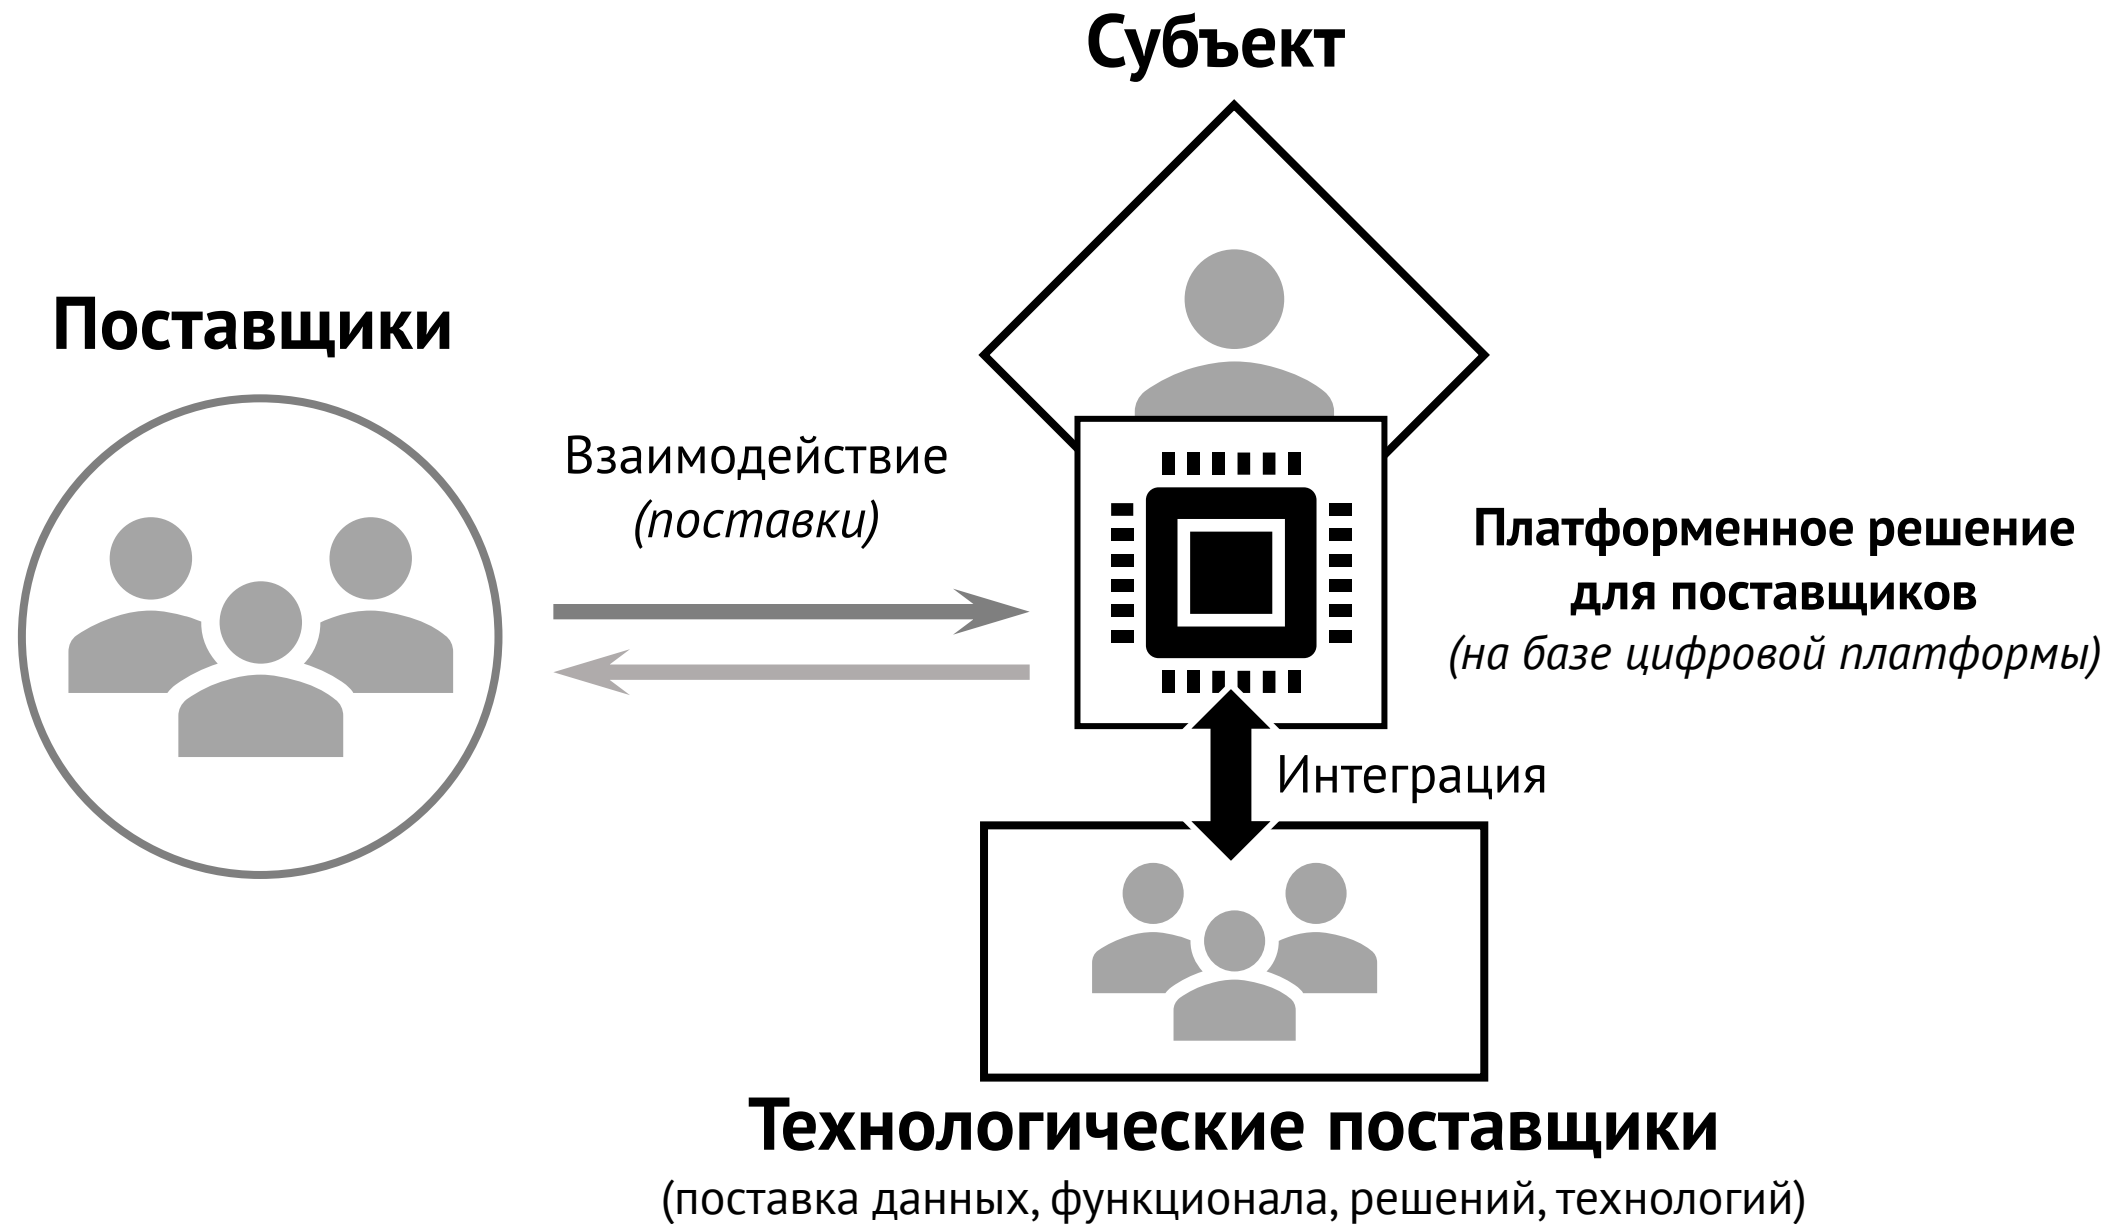 Субъект
Поставщики
Взаимодействие
(поставки)
Платформенное решение
для поставщиков
(на базе цифровой платформы)
Интеграция
Технологические поставщики
(поставка данных, функционала, решений, технологий)